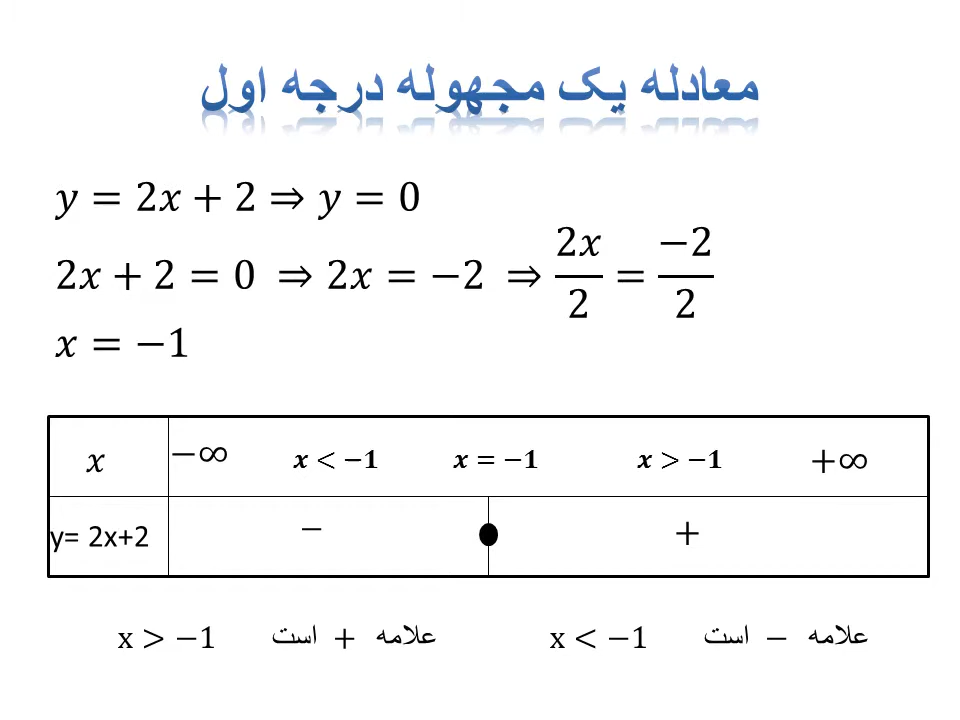 معادله یک مجهوله درجه اول
y = 2x + 2 ⇒ y = 0
2x + 2 = 0 ⇒ 2x = −2 ⇒ 2x/2 = −2/2
x = −1
x −∞ x < −1 x = −1 x > −1 +∞
y= 2x+2 − +
x > −1 علامه + است x < −1 علامه − است